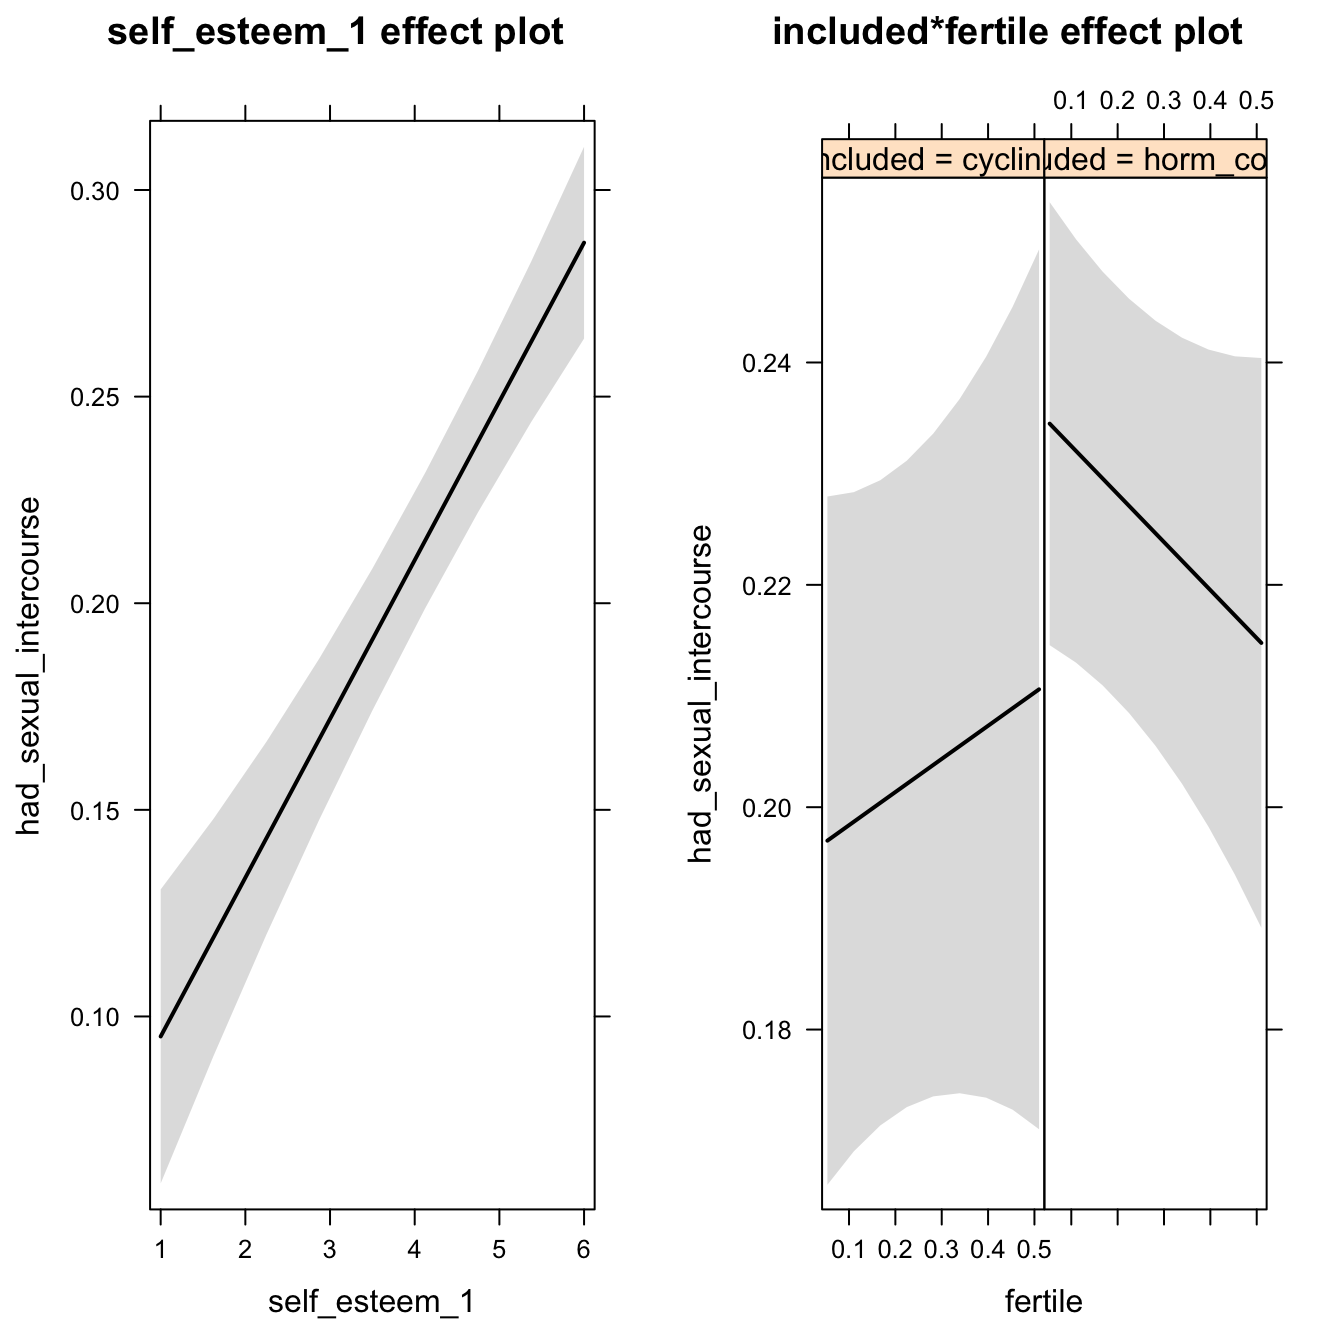 self_esteem_1 effect plot
0.30
0.25
0.20
0.15
0.10
had_sexual_intercourse
1 2 3 4 5 6
self_esteem_1
included*fertile effect plot
0.1 0.2 0.3 0.4 0.5
ncluded = cyclin
uded = horm_co
0.24
0.22
0.20
0.18
had_sexual_intercourse
0.1 0.2 0.3 0.4 0.5
fertile